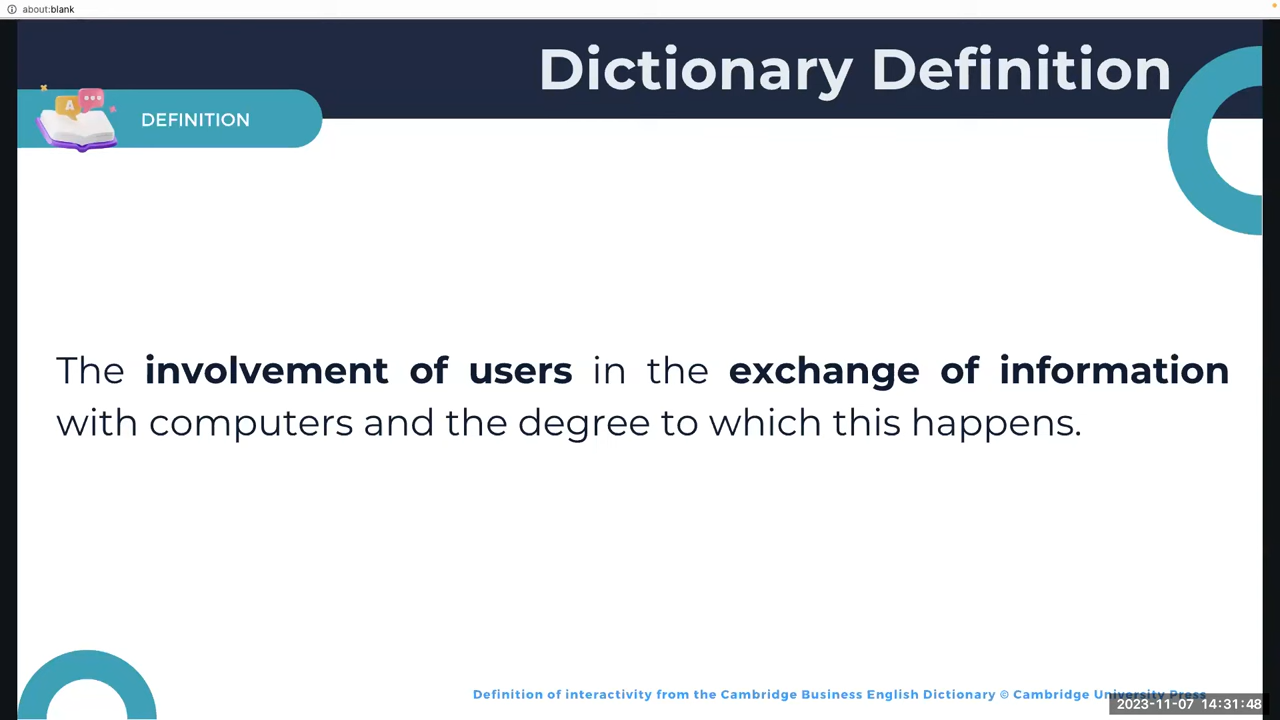 about:blank
Dictionary Definition
A
DEFINITION
The involvement of users in the exchange of information
with computers and the degree to which this happens.
Definition of interactivity from the Cambridge Business English Dictionary © Cambridge University Press
2023-11-07 14:31:48